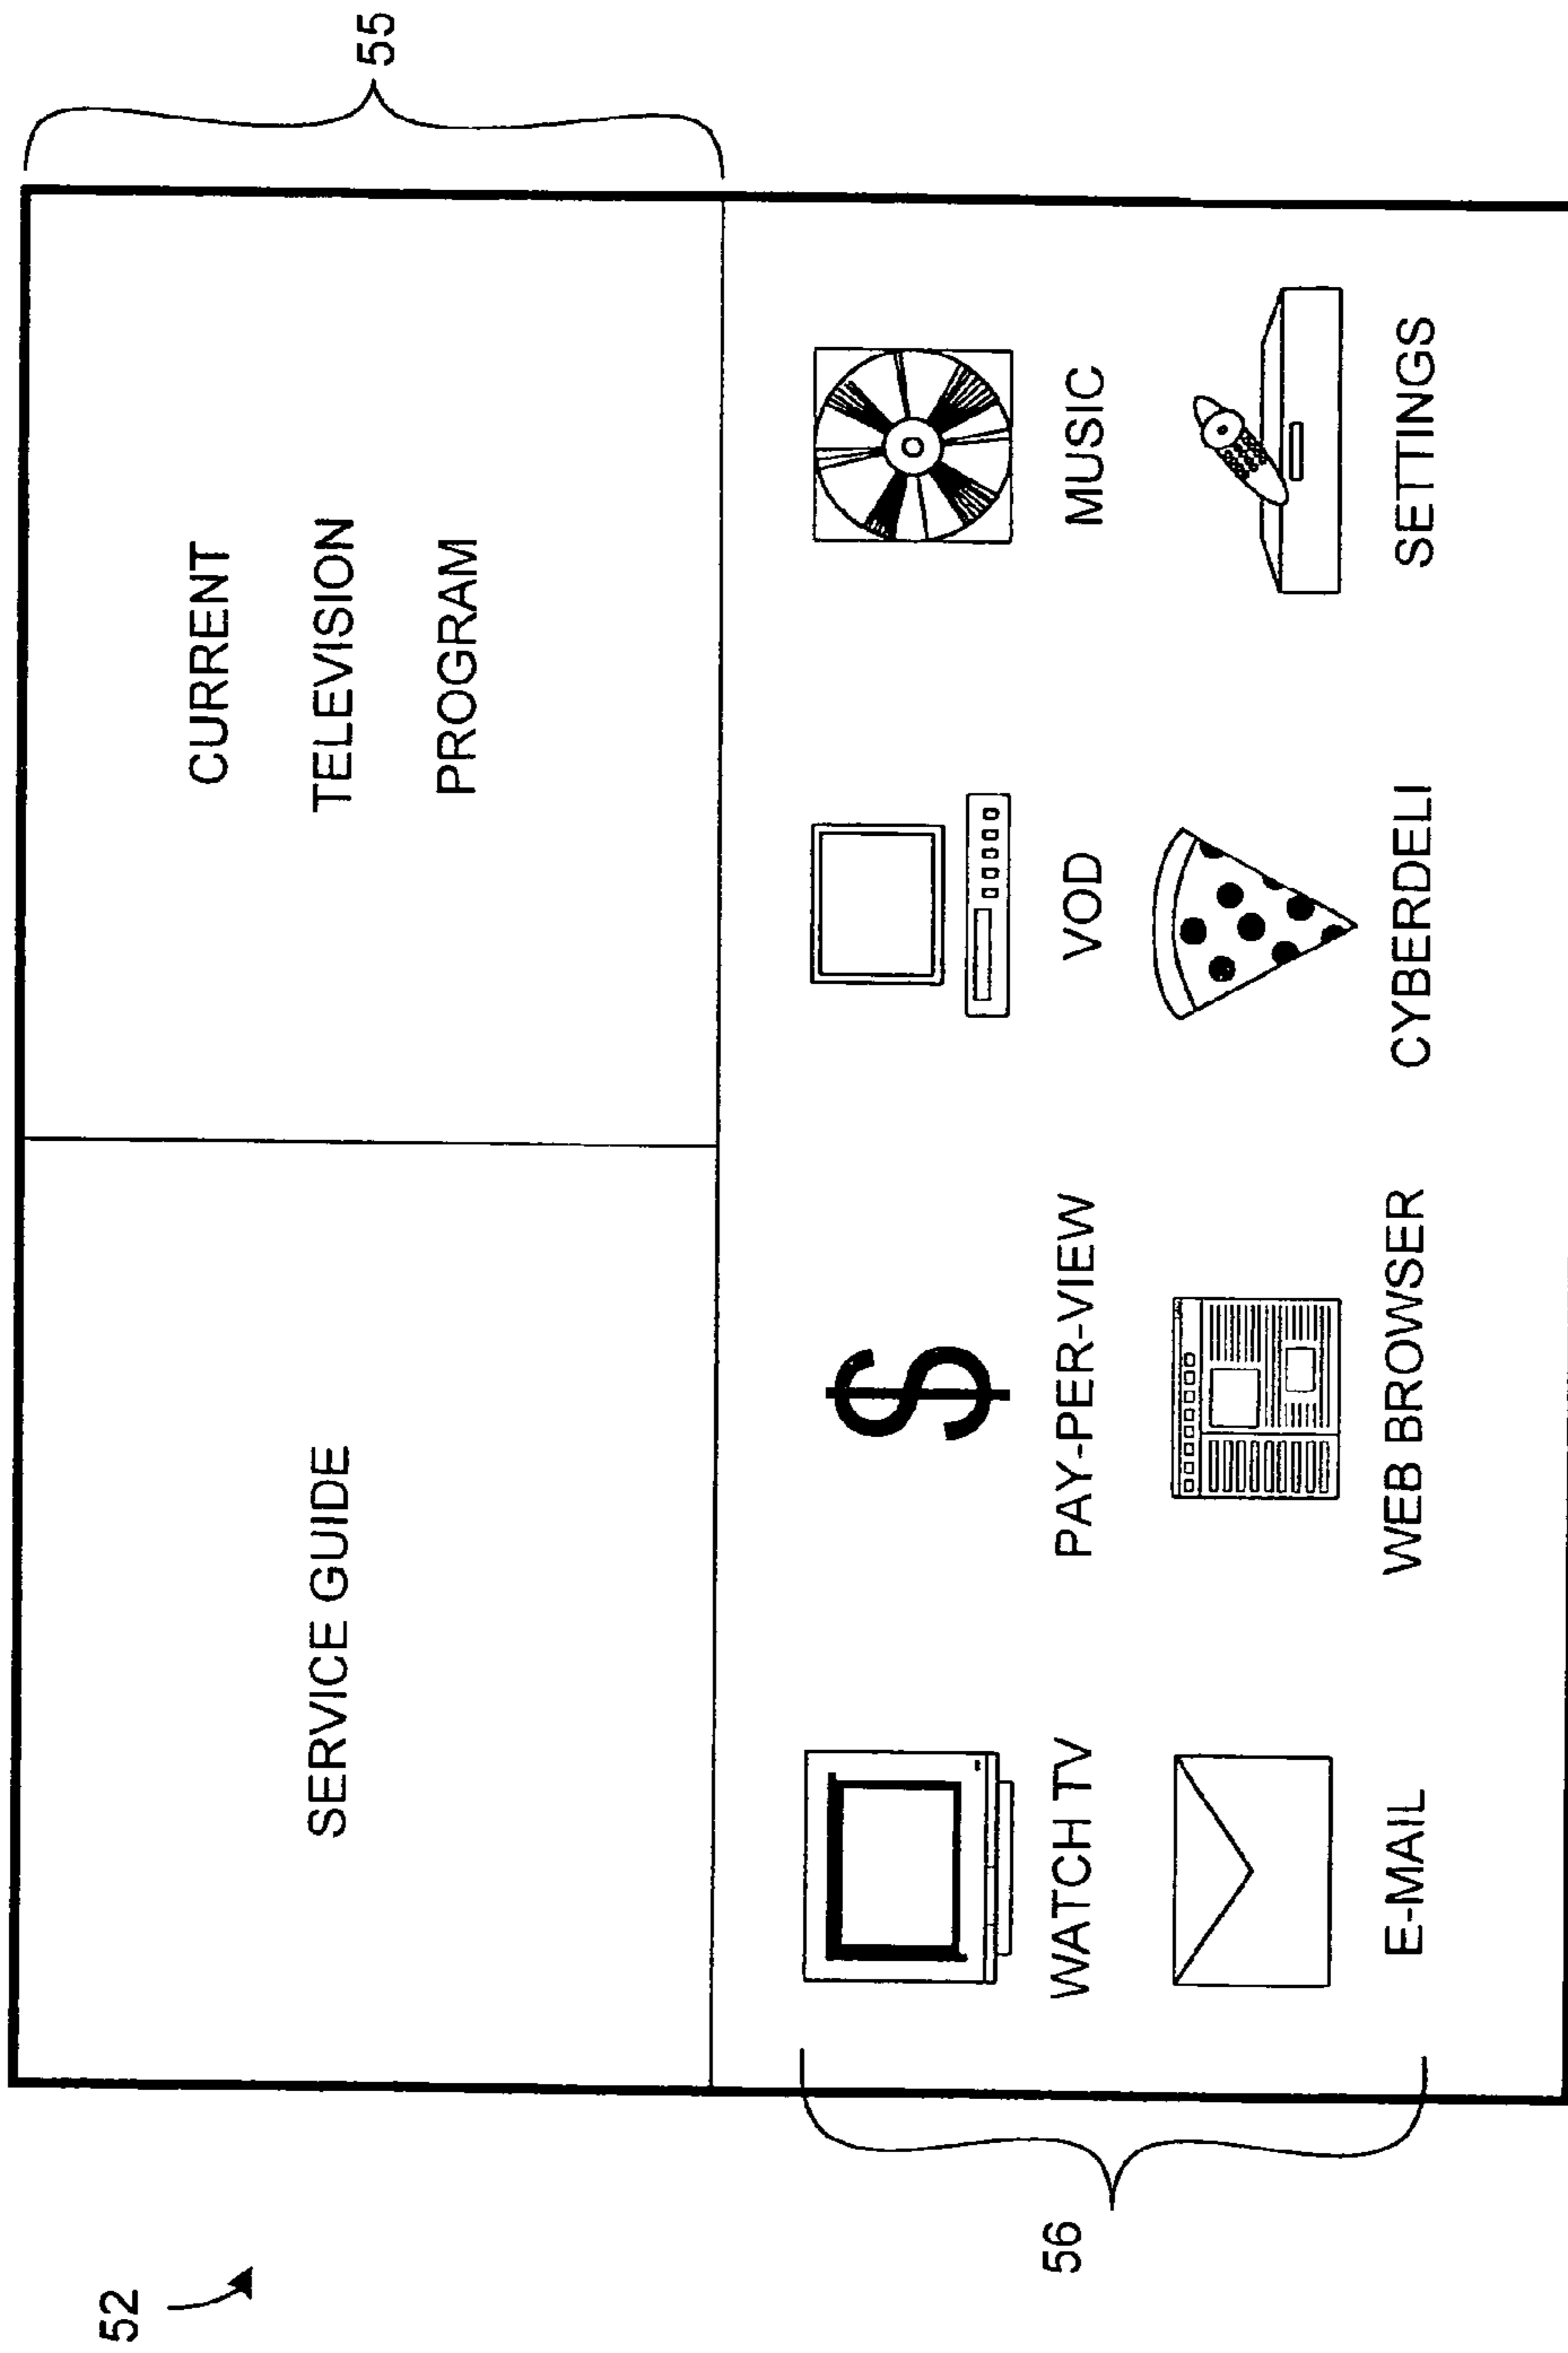 52
55
SERVICE GUIDE
CURRENT
TELEVISION
PROGRAM
56
WATCH TV
PAY-PER-VIEW
VOD
MUSIC
E-MAIL
WEB BROWSER
CYBERDELI
SETTINGS